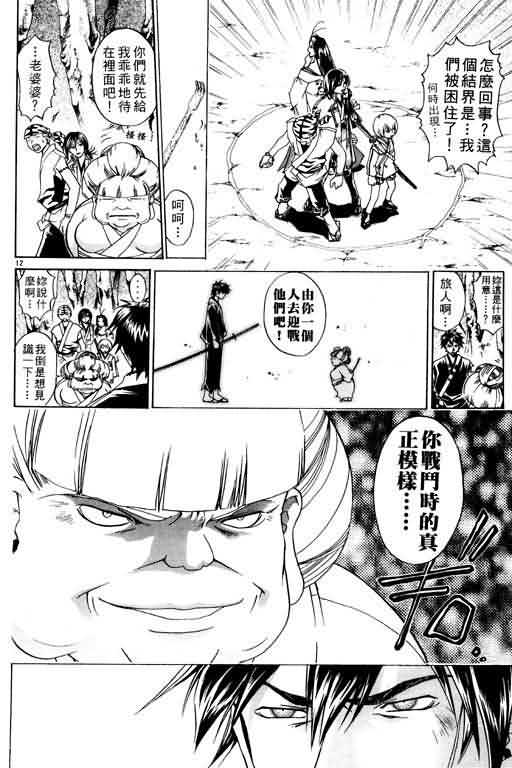 怎麼回事？這
個結界是…我
們被困住了！
何時出現…
你們就先給
我乖乖地待
在裡面吧！
…老婆婆？
怪怪
呵呵…
12
妳這是什麼
用意……
旅人啊…
由你一個
人去迎戰
他們吧！
…
妳說什
麼啊…
我倒是想見
識一下…
你戰鬥時的真
正模樣……